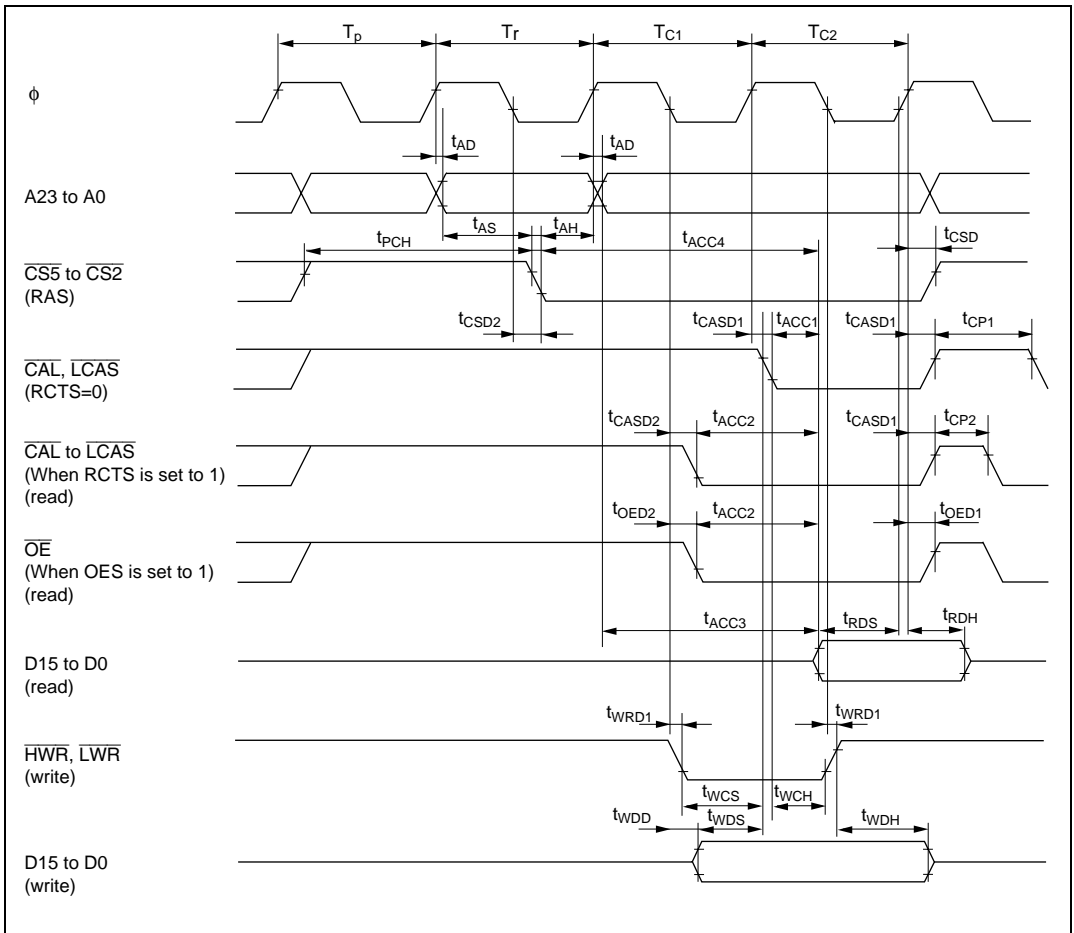 Tp Tr TC1 TC2
ϕ
tAD tAD
A23 to A0
tAS tAH
tPCH tACC4 tCSD
CS5 to CS2
(RAS)
tCSD2 tCASD1 tACC1 tCASD1 tCP1
CAL, LCAS
(RCTS=0)
tCASD2 tACC2 tCASD1 tCP2
CAL to LCAS
(When RCTS is set to 1)
(read)
tOED2 tACC2 tOED1
OE
(When OES is set to 1)
(read)
tACC3 tRDS tRDH
D15 to D0
(read)
tWRD1 tWRD1
HWR, LWR
(write)
tWCS tWCH
tWDD tWDS tWDH
D15 to D0
(write)